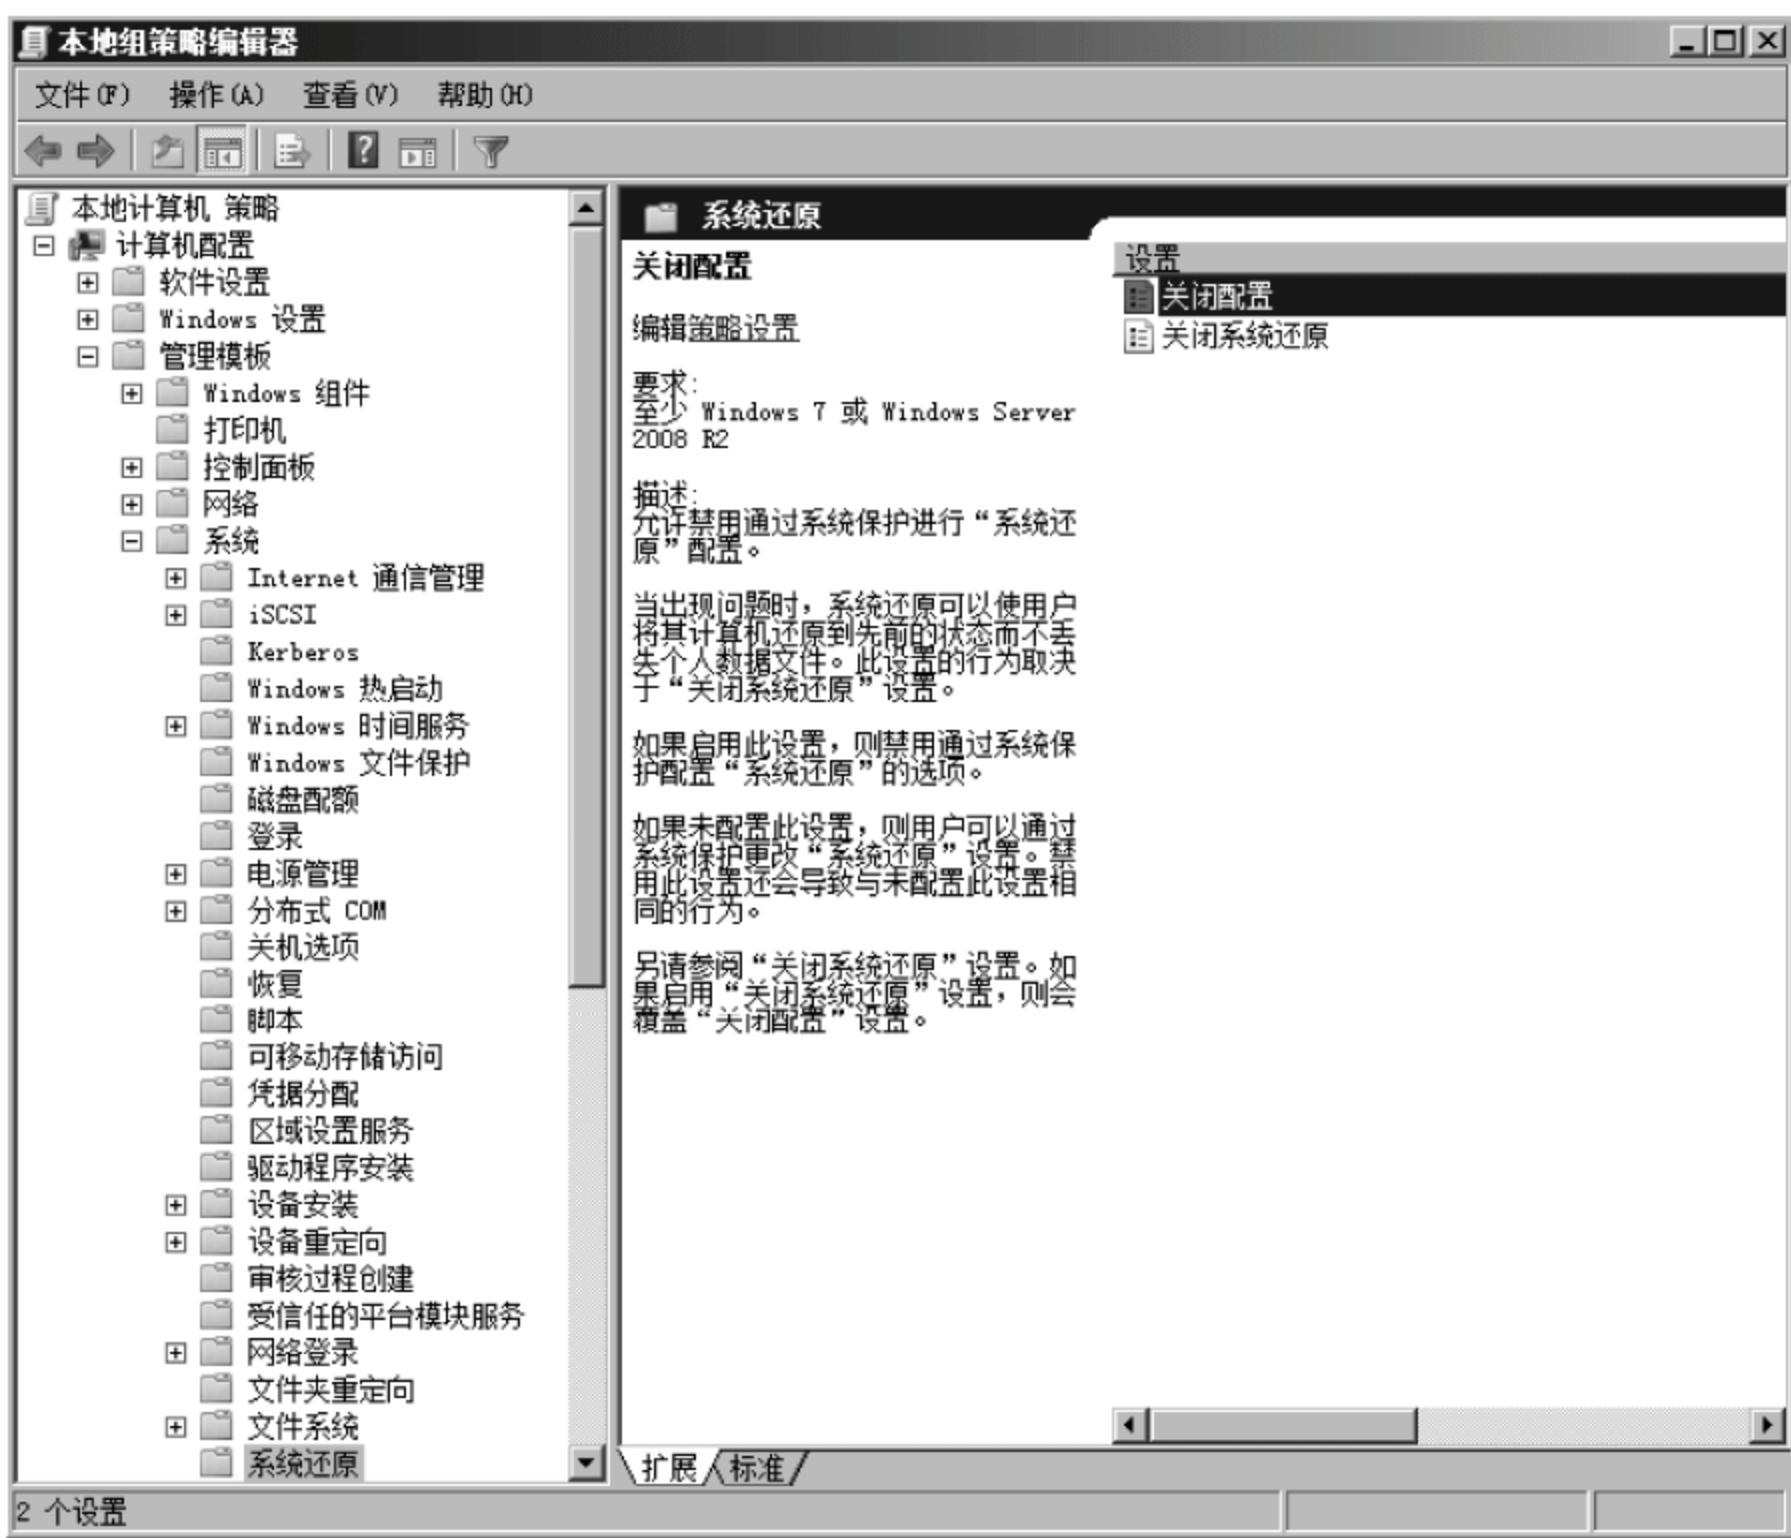 本地组策略编辑器
文件(F) 操作(A) 查看(V) 帮助(H)
本地计算机 策略
计算机配置
软件设置
Windows 设置
管理模板
Windows 组件
打印机
控制面板
网络
系统
Internet 通信管理
iSCSI
Kerberos
Windows 热启动
Windows 时间服务
Windows 文件保护
磁盘配额
登录
电源管理
分布式 COM
关机选项
恢复
脚本
可移动存储访问
凭据分配
区域设置服务
驱动程序安装
设备安装
设备重定向
审核过程创建
受信任的平台模块服务
网络登录
文件夹重定向
文件系统
系统还原
系统还原
关闭配置
编辑策略设置
要求:
至少 Windows 7 或 Windows Server
2008 R2
描述:
允许禁用通过系统保护进行“系统还
原”配置。
当出现问题时，系统还原可以使用户
将其计算机还原到先前的状态而不丢
失个人数据文件。此设置的行为取决
于“关闭系统还原”设置。
如果启用此设置，则禁用通过系统保
护配置“系统还原”的选项。
如果未配置此设置，则用户可以通过
系统保护更改“系统还原”设置。禁
用此设置还会导致与未配置此设置相
同的行为。
另请参阅“关闭系统还原”设置。如
果启用“关闭系统还原”设置，则会
覆盖“关闭配置”设置。
设置
关闭配置
关闭系统还原
扩展 标准
2 个设置